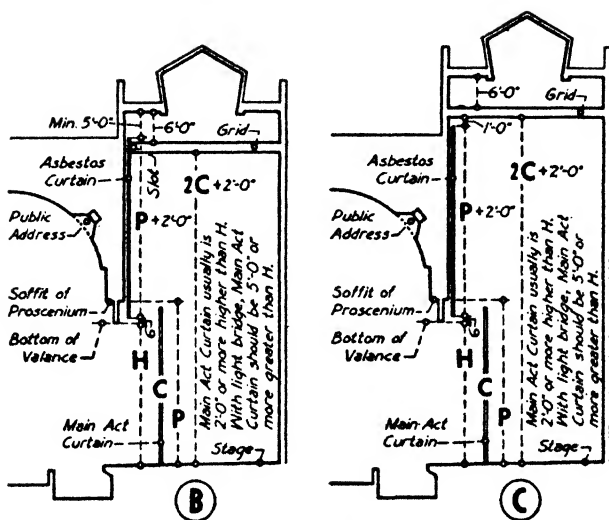 Min. 5'-0"
6'-0"
Grid
Asbestos
Curtain
Slot
2C+2'-0"
P+2'-0"
Public
Address
Soffit of
Proscenium
Bottom of
Valance
6"
H
C
P
Main Act Curtain usually is
2'-0" or more higher than H.
With light bridge, Main Act
Curtain should be 5'-0" or
more greater than H.
Main Act
Curtain
Stage
B
6'-0"
1'-0"
Grid
Asbestos
Curtain
2C+2'-0"
P+2'-0"
Public
Address
Soffit of
Proscenium
Bottom of
Valance
6"
H
C
P
Main Act Curtain usually is
2'-0" or more higher than H.
With light bridge, Main Act
Curtain should be 5'-0" or
more greater than H.
Main Act
Curtain
Stage
C